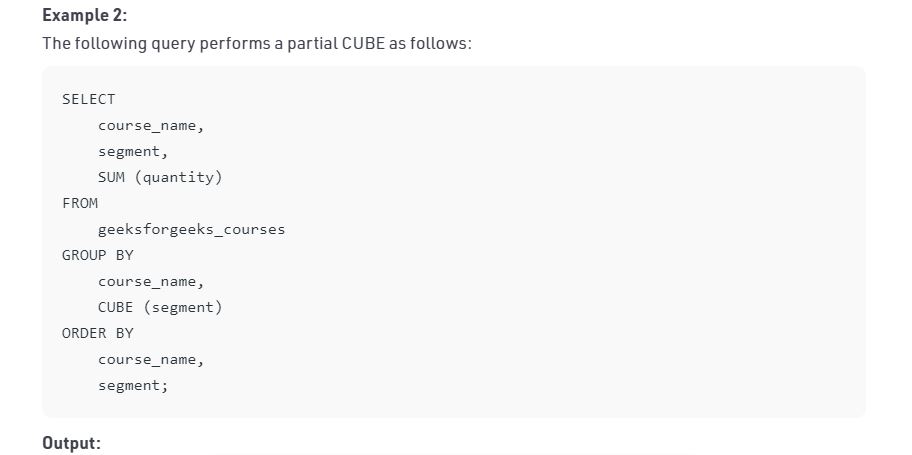 Example 2:
The following query performs a partial CUBE as follows:
SELECT
course_name,
segment,
SUM (quantity)
FROM
geeksforgeeks_courses
GROUP BY
course_name,
CUBE (segment)
ORDER BY
course_name,
segment;
Output: